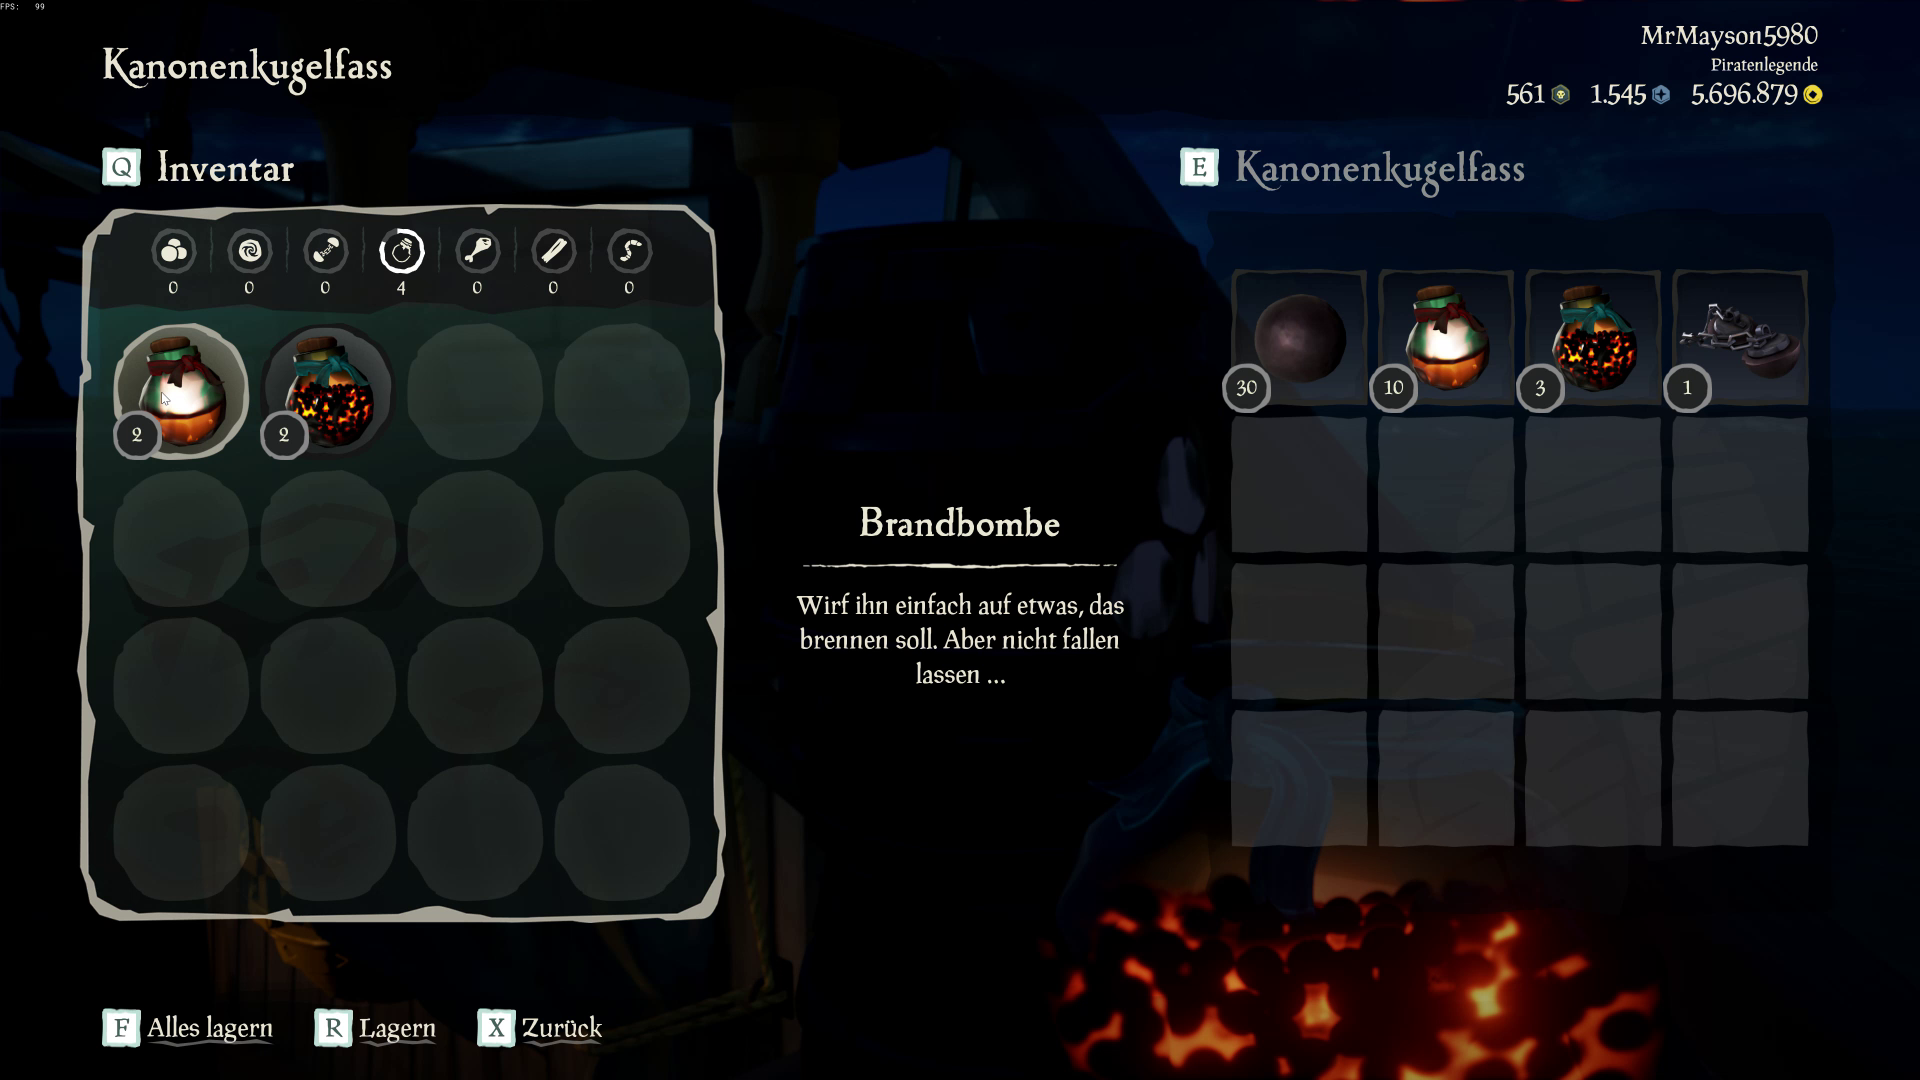 FPS: 99
Kanonenkugelfass
MrMayson5980
Piratenlegende
561 1.545 5.696.879
Q Inventar
E Kanonenkugelfass
0 0 0 4 0 0 0
2 2
30 10 3 1
Brandbombe
Wirf ihn einfach auf etwas, das
brennen soll. Aber nicht fallen
lassen ...
F Alles lagern R Lagern X Zurück